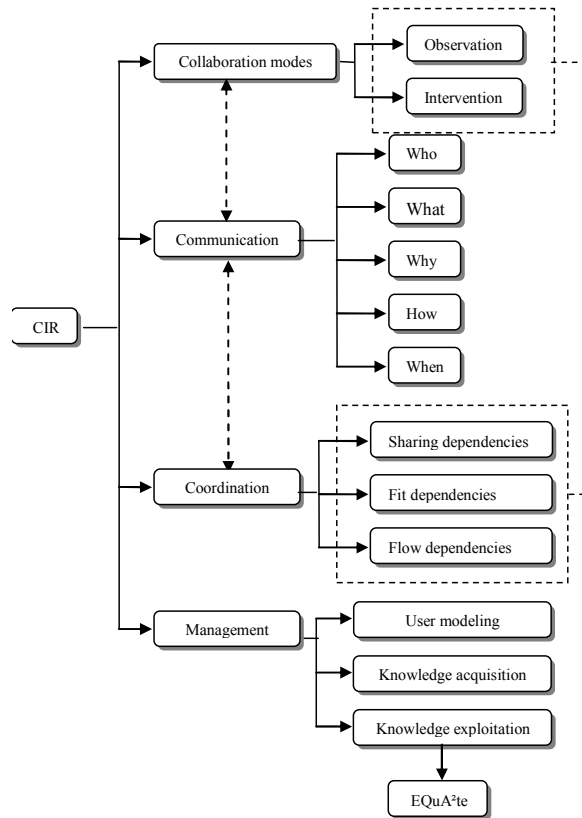 Collaboration modes
Observation
Intervention
Communication
Who
What
Why
How
When
CIR
Coordination
Sharing dependencies
Fit dependencies
Flow dependencies
Management
User modeling
Knowledge acquisition
Knowledge exploitation
EQuA²te